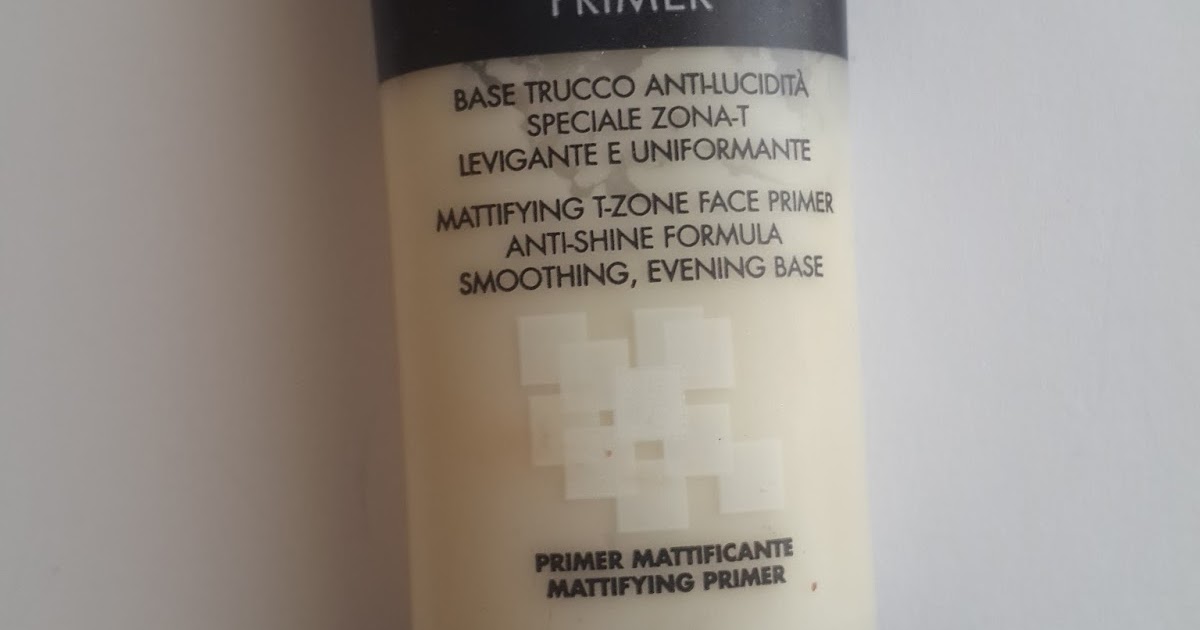 PRIMER
BASE TRUCCO ANTI-LUCIDITÀ
SPECIALE ZONA-T
LEVIGANTE E UNIFORMANTE
MATTIFYING T-ZONE FACE PRIMER
ANTI-SHINE FORMULA
SMOOTHING, EVENING BASE
PRIMER MATTIFICANTE
MATTIFYING PRIMER